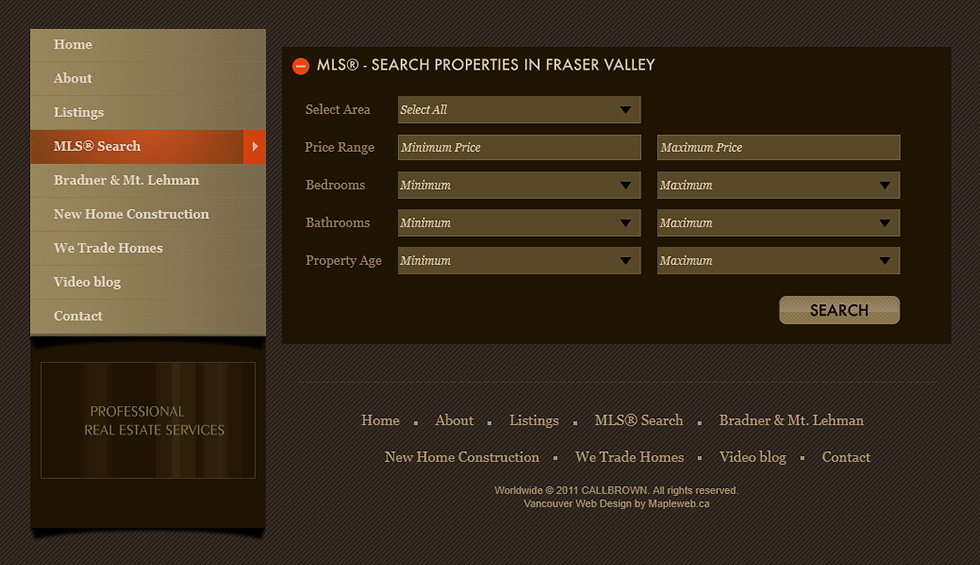 Home
About
Listings
MLS® Search
Bradner & Mt. Lehman
New Home Construction
We Trade Homes
Video blog
Contact
PROFESSIONAL
REAL ESTATE SERVICES
MLS® - SEARCH PROPERTIES IN FRASER VALLEY
Select Area Select All
Price Range Minimum Price Maximum Price
Bedrooms Minimum Maximum
Bathrooms Minimum Maximum
Property Age Minimum Maximum
SEARCH
Home About Listings MLS® Search Bradner & Mt. Lehman
New Home Construction We Trade Homes Video blog Contact
Worldwide © 2011 CALLBROWN. All rights reserved.
Vancouver Web Design by Mapleweb.ca